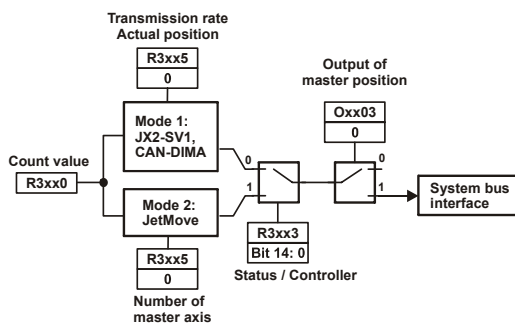 Transmission rate
Actual position
R3xx5
0
Output of
master position
Oxx03
0
Mode 1:
JX2-SV1,
CAN-DIMA
Count value
R3xx0
0
1
0
1
System bus
interface
Mode 2:
JetMove
R3xx3
Bit 14: 0
Status / Controller
R3xx5
0
Number of
master axis